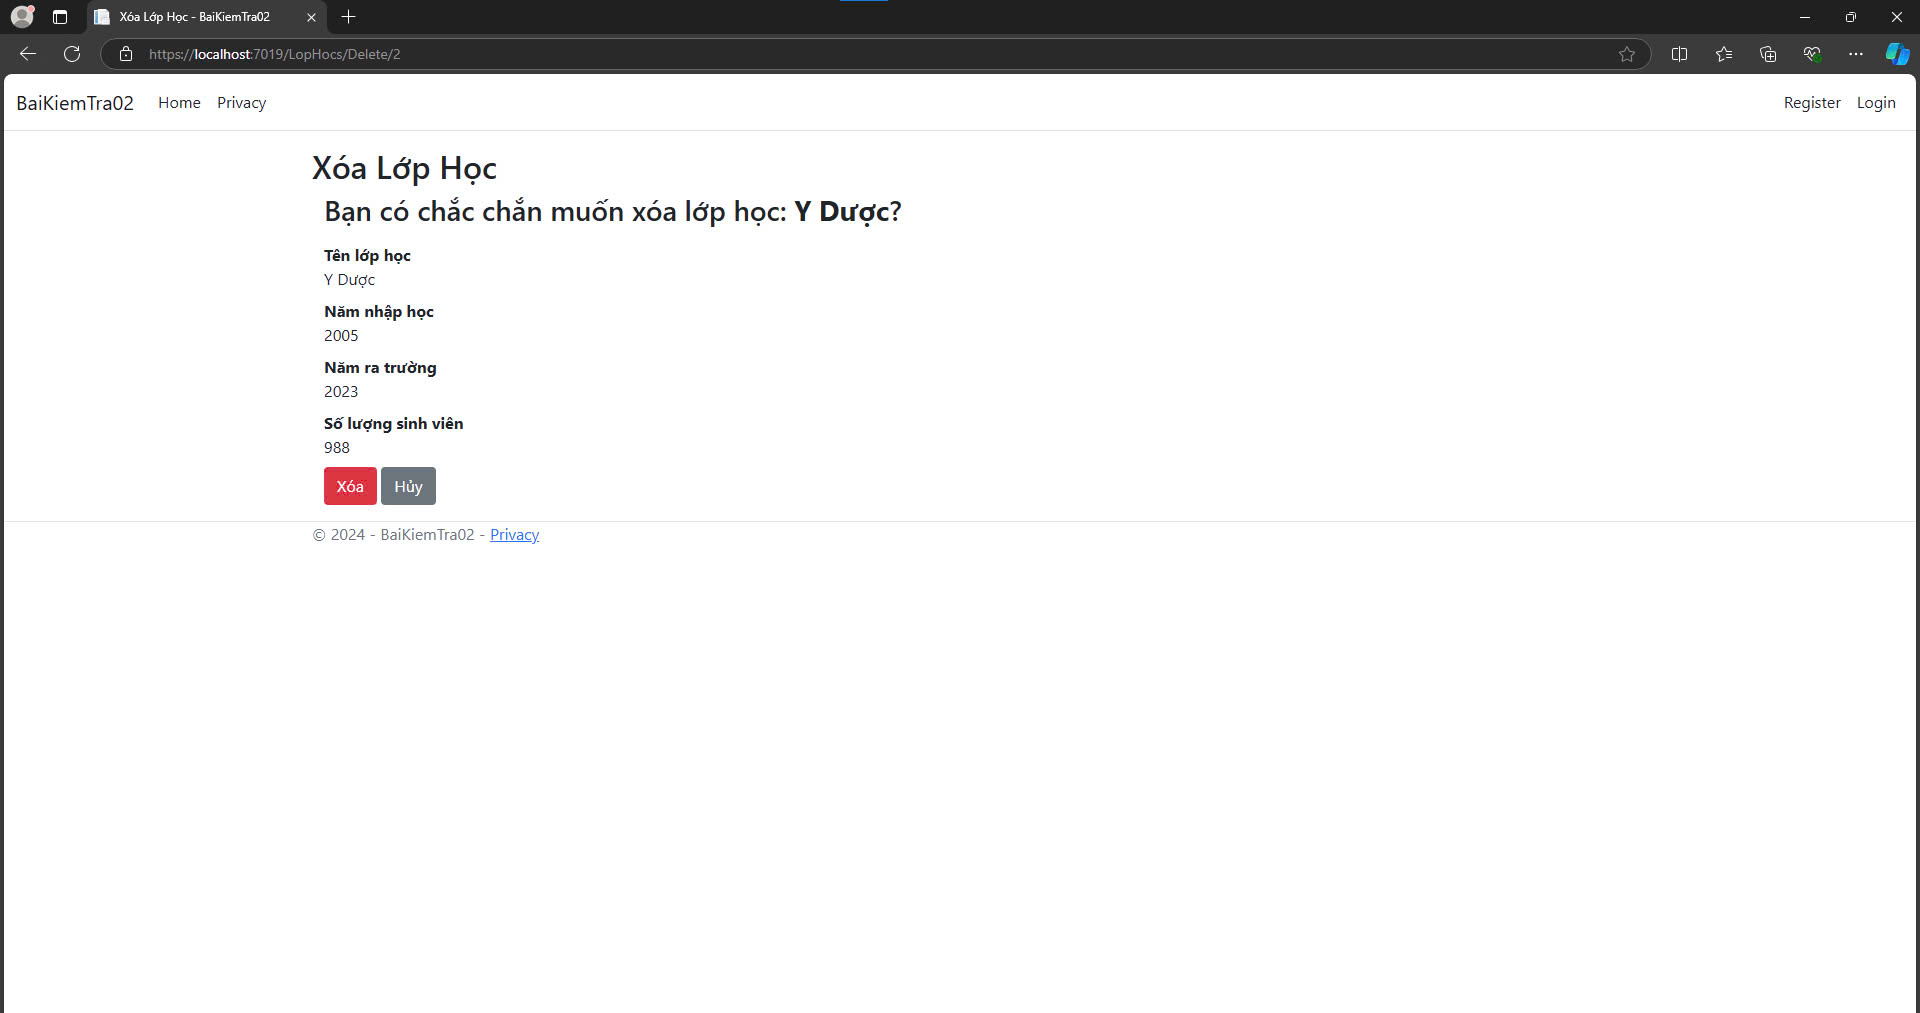 Xóa Lớp Học - BaiKiemTra02
https://localhost:7019/LopHocs/Delete/2
BaiKiemTra02 Home Privacy Register Login
Xóa Lớp Học
Bạn có chắc chắn muốn xóa lớp học: Y Dược?
Tên lớp học
Y Dược
Năm nhập học
2005
Năm ra trường
2023
Số lượng sinh viên
988
Xóa Hủy
© 2024 - BaiKiemTra02 - Privacy